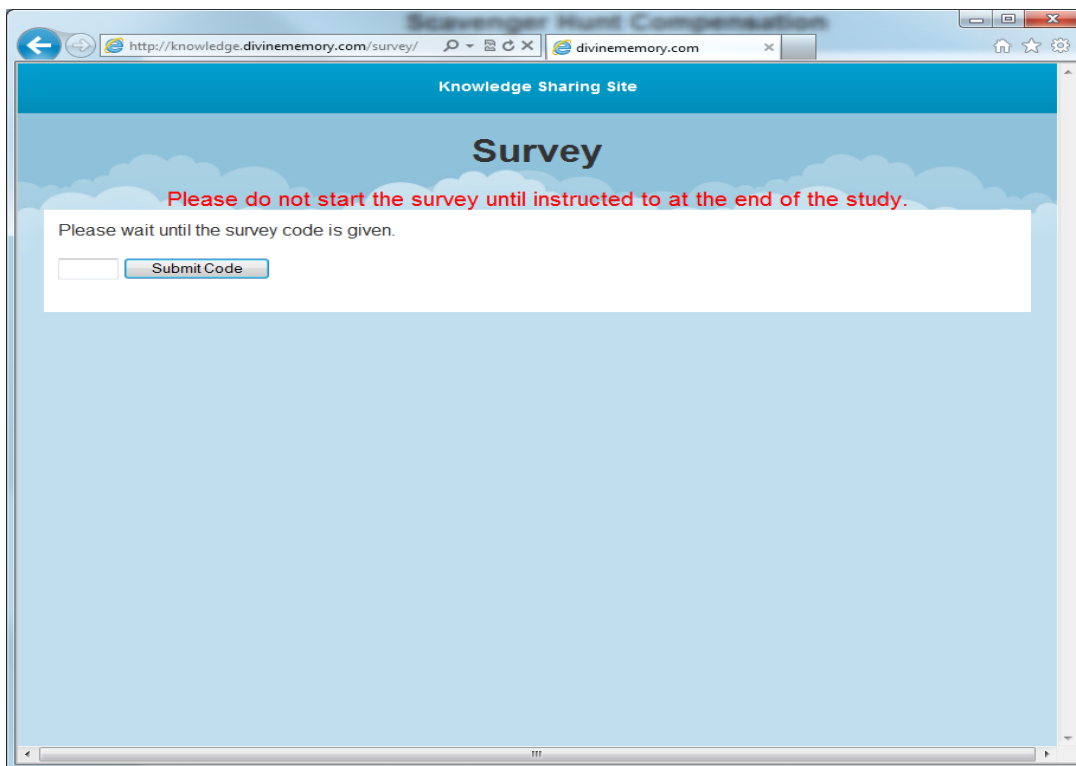 Scavenger Hunt Compensation
http://knowledge.divinememory.com/survey/
divinememory.com
Knowledge Sharing Site
Survey
Please do not start the survey until instructed to at the end of the study.
Please wait until the survey code is given.
Submit Code